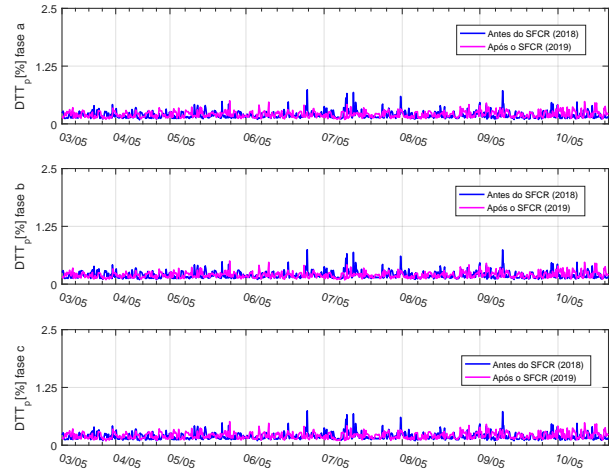 2.5
1.25
0
DTT_p[%] fase a
Antes do SFCR (2018)
Após o SFCR (2019)
03/05 04/05 05/05 06/05 07/05 08/05 09/05 10/05
2.5
1.25
0
DTT_p[%] fase b
Antes do SFCR (2018)
Após o SFCR (2019)
03/05 04/05 05/05 06/05 07/05 08/05 09/05 10/05
2.5
1.25
0
DTT_p[%] fase c
Antes do SFCR (2018)
Após o SFCR (2019)
03/05 04/05 05/05 06/05 07/05 08/05 09/05 10/05